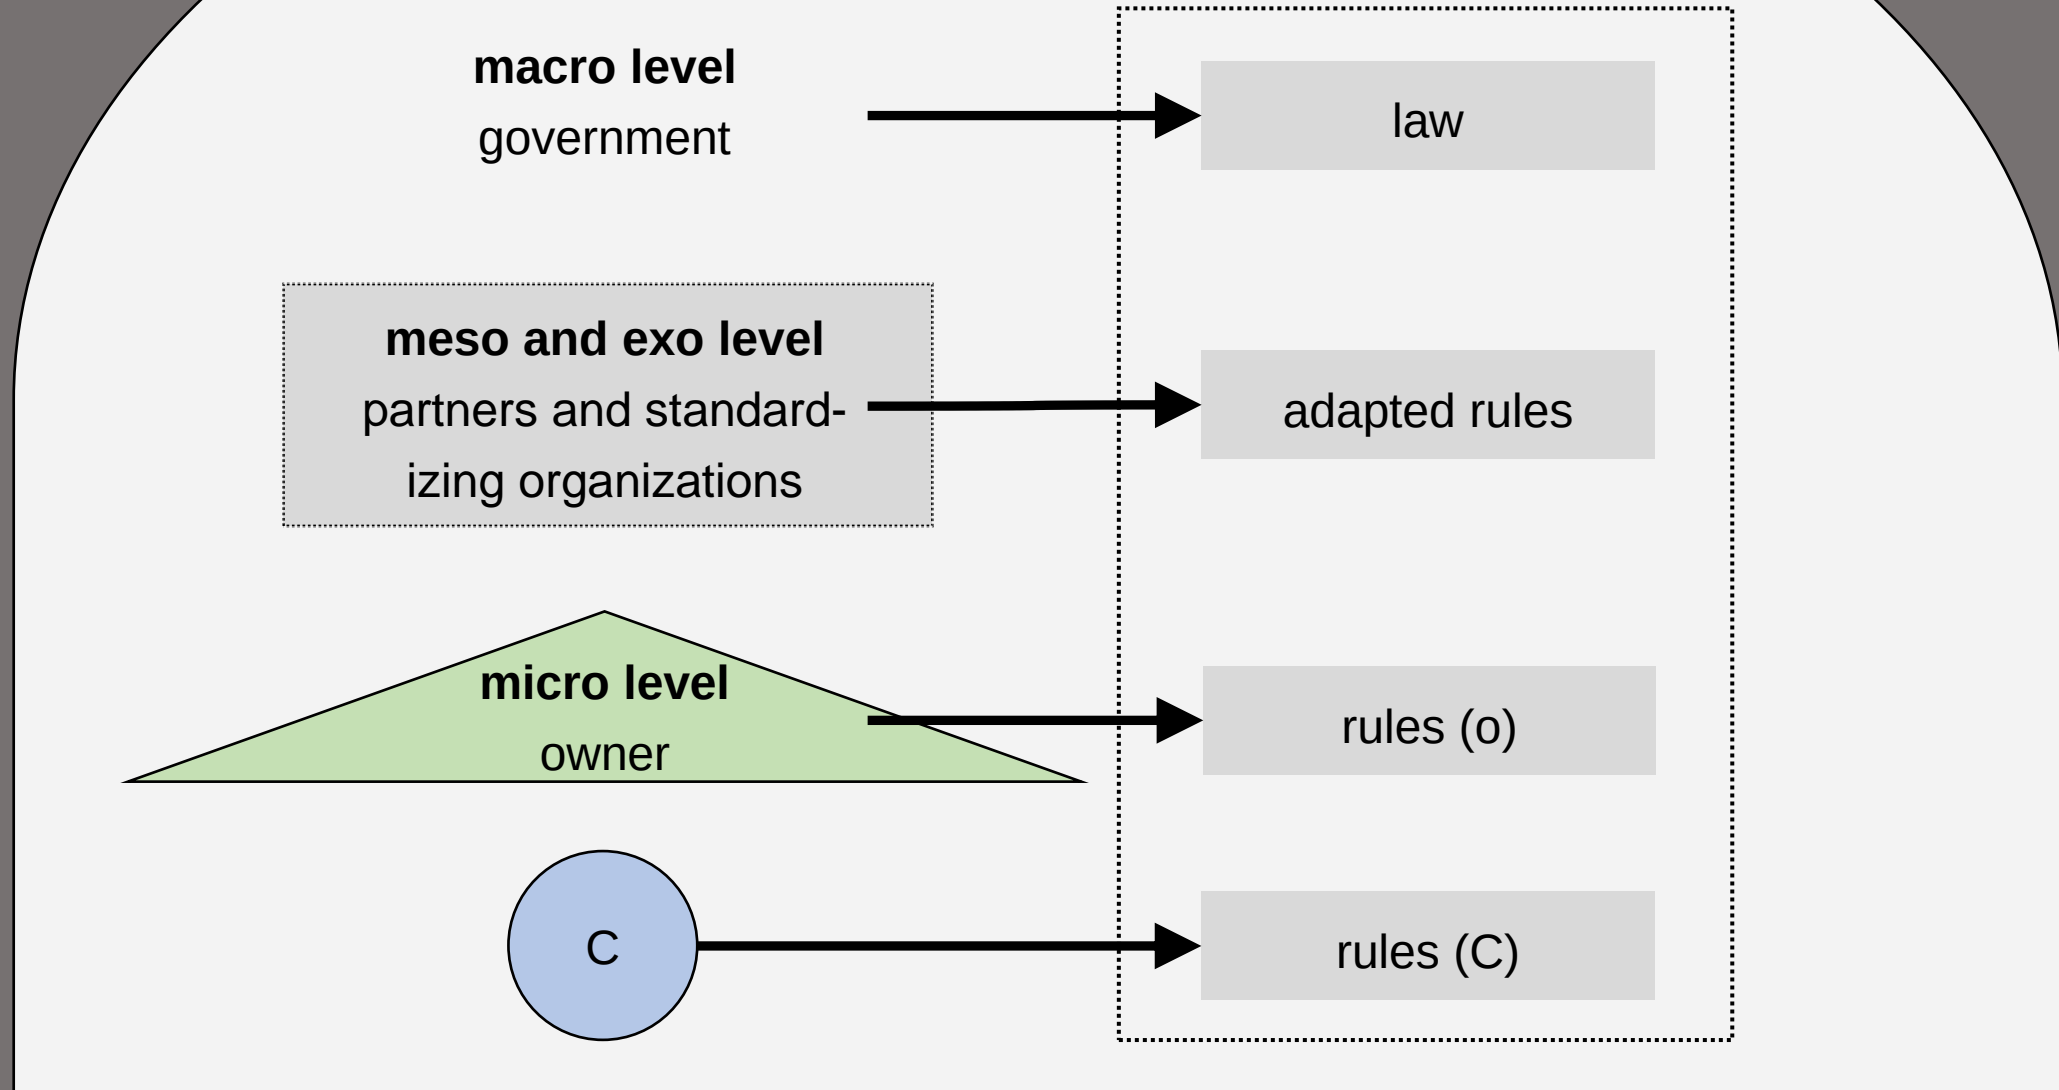 macro level
government
law
meso and exo level
partners and standard-
izing organizations
adapted rules
micro level
owner
rules (o)
C
rules (C)